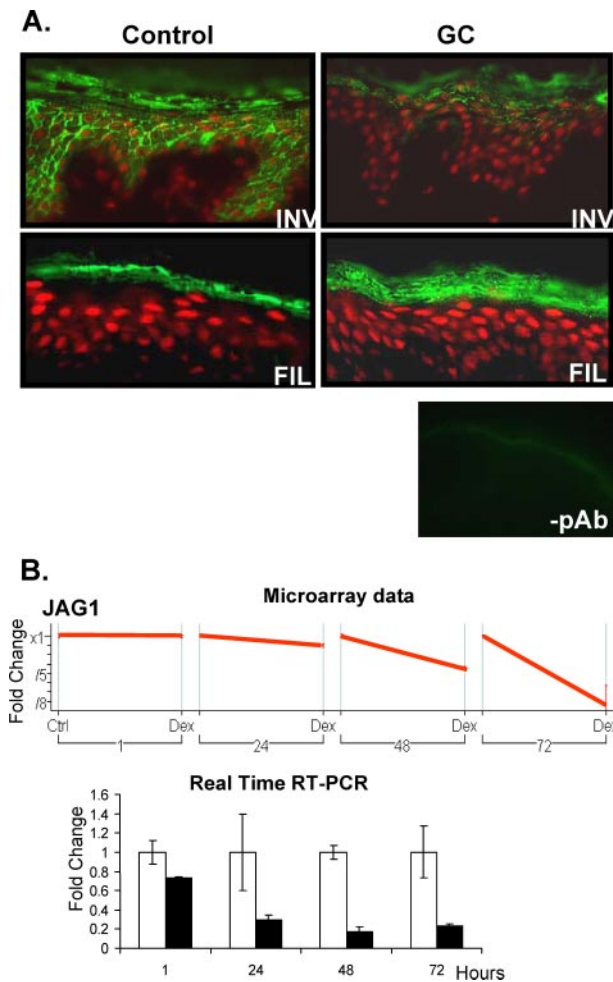 A.
Control GC
INV INV
FIL FIL
-pAb
B.
JAG1 Microarray data
Fold Change
x1
/5
/8
Ctrl Dex Dex Dex Dex
1 24 48 72
Real Time RT-PCR
Fold Change
1.6
1.4
1.2
1
0.8
0.6
0.4
0.2
0
1 24 48 72 Hours